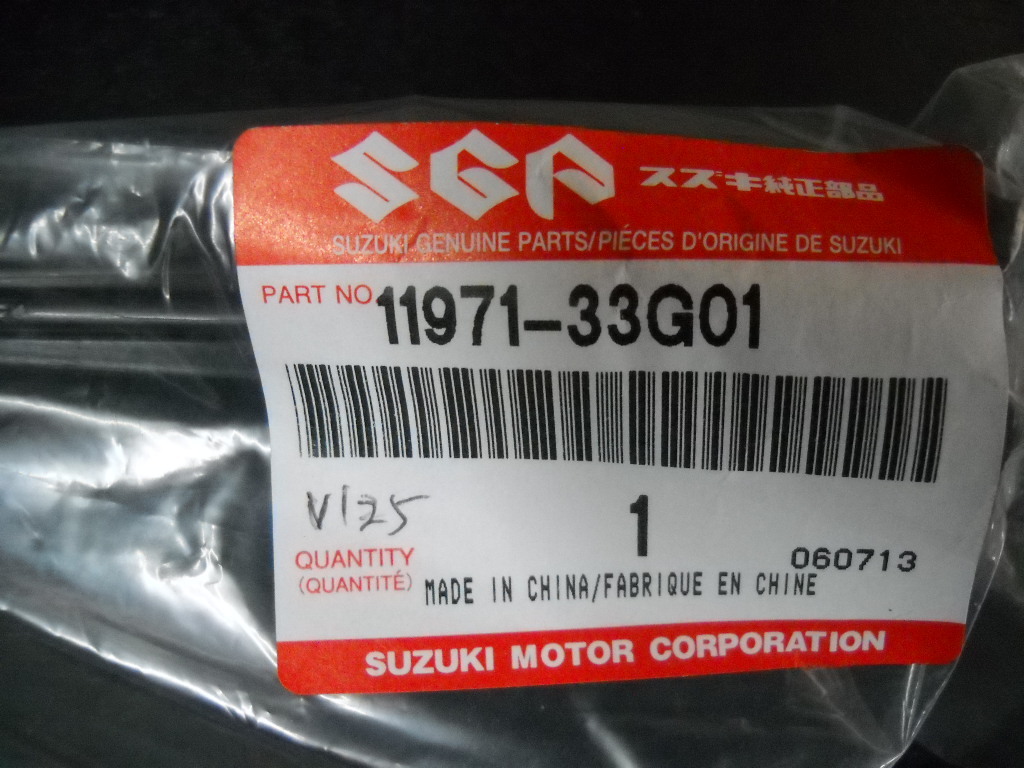 SGP スズキ純正部品
SUZUKI GENUINE PARTS/PIÉCES D'ORIGINE DE SUZUKI
PART NO. 11971-33G01
V125
1
QUANTITY
(QUANTITÉ)
060713
MADE IN CHINA/FABRIQUE EN CHINE
SUZUKI MOTOR CORPORATION